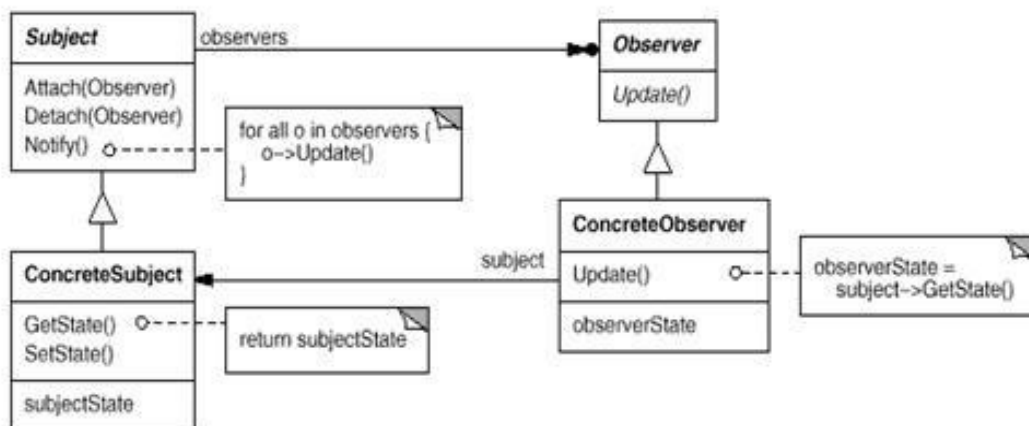 Subject
observers
Observer
Attach(Observer)
Detach(Observer)
Notify()
for all o in observers {
o->Update()
}
Update()
ConcreteSubject
GetState()
SetState()
subjectState
return subjectState
subject
ConcreteObserver
Update()
observerState
observerState =
subject->GetState()